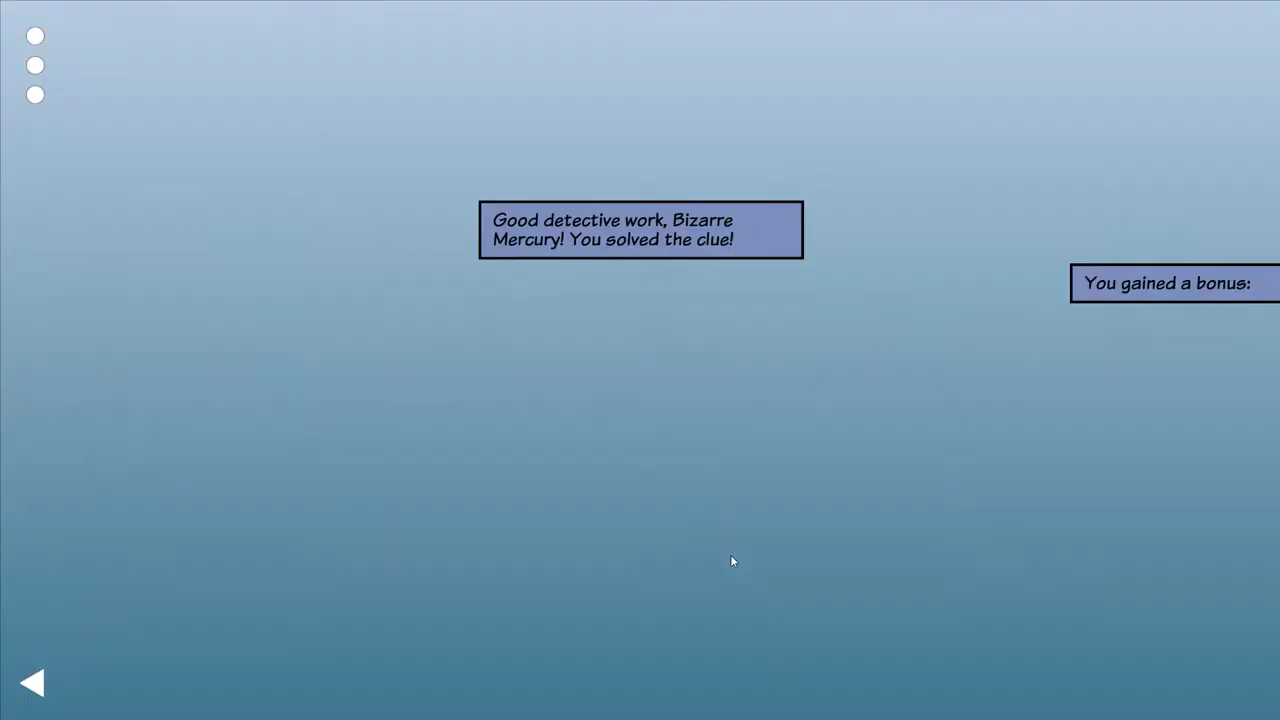 Good detective work, Bizarre
Mercury! You solved the clue!
You gained a bonus: